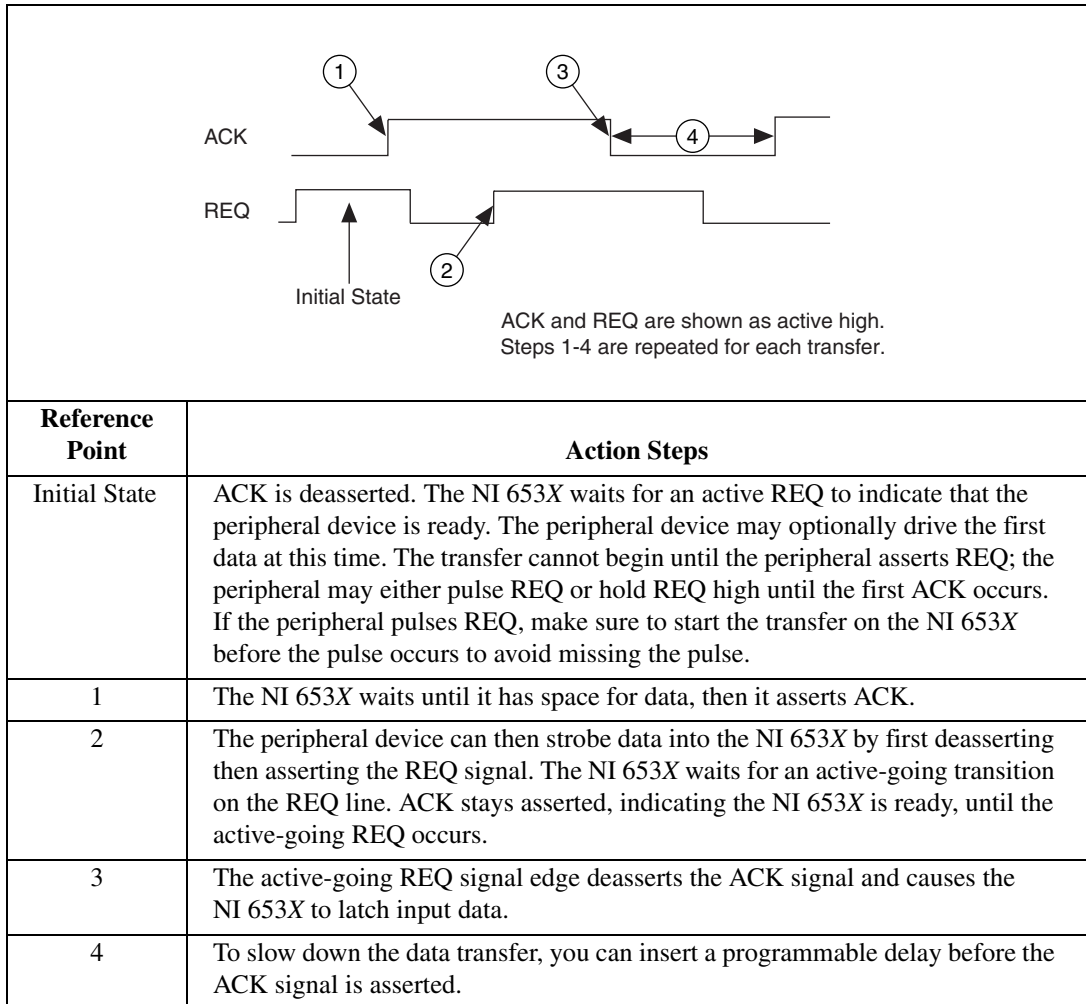 1
3
ACK
4
REQ
2
Initial State
ACK and REQ are shown as active high.
Steps 1-4 are repeated for each transfer.
Reference
Point
Action Steps
Initial State
ACK is deasserted. The NI 653X waits for an active REQ to indicate that the
peripheral device is ready. The peripheral device may optionally drive the first
data at this time. The transfer cannot begin until the peripheral asserts REQ; the
peripheral may either pulse REQ or hold REQ high until the first ACK occurs.
If the peripheral pulses REQ, make sure to start the transfer on the NI 653X
before the pulse occurs to avoid missing the pulse.
1
The NI 653X waits until it has space for data, then it asserts ACK.
2
The peripheral device can then strobe data into the NI 653X by first deasserting
then asserting the REQ signal. The NI 653X waits for an active-going transition
on the REQ line. ACK stays asserted, indicating the NI 653X is ready, until the
active-going REQ occurs.
3
The active-going REQ signal edge deasserts the ACK signal and causes the
NI 653X to latch input data.
4
To slow down the data transfer, you can insert a programmable delay before the
ACK signal is asserted.